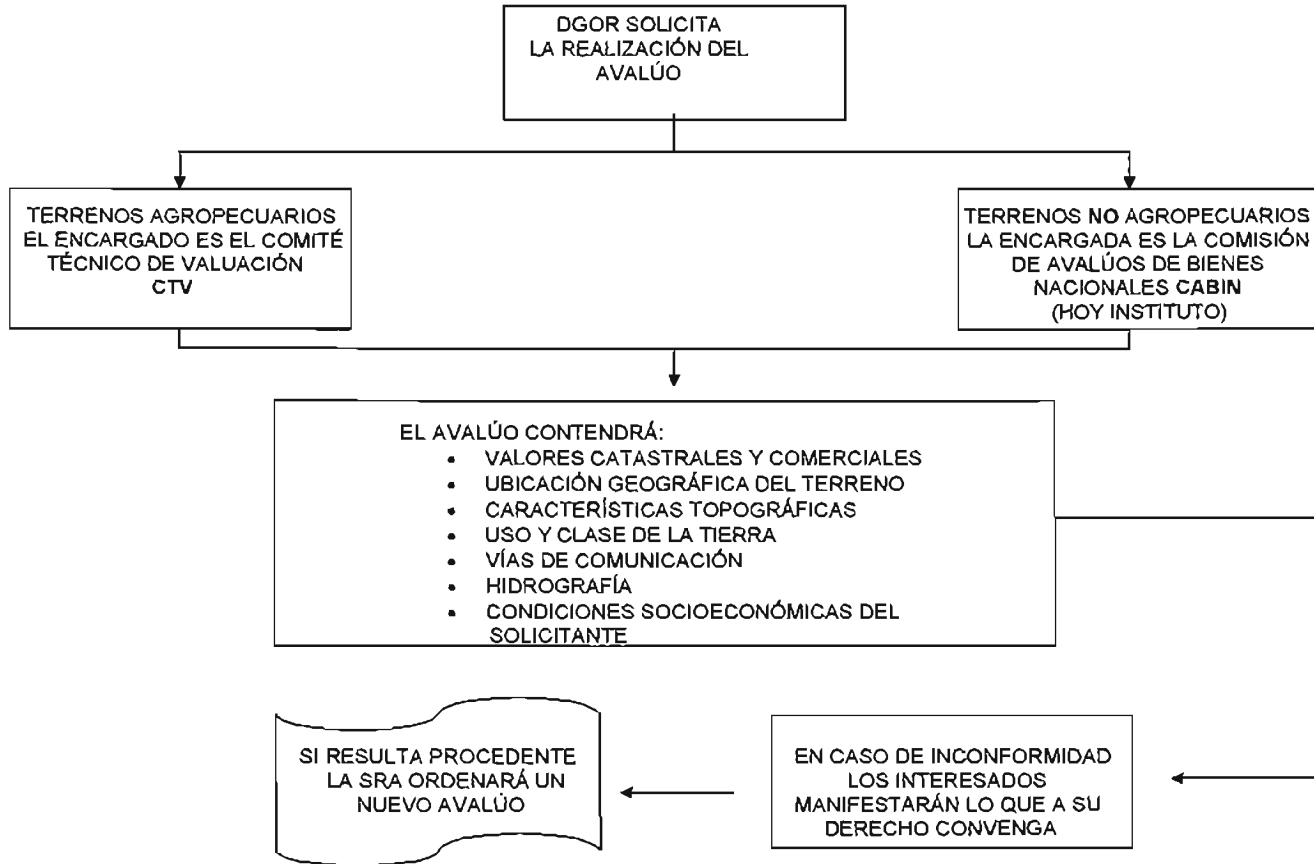 DGOR SOLICITA
LA REALIZACIÓN DEL
AVALÚO
TERRENOS AGROPECUARIOS
EL ENCARGADO ES EL COMITÉ
TÉCNICO DE VALUACIÓN
CTV
TERRENOS NO AGROPECUARIOS
LA ENCARGADA ES LA COMISIÓN
DE AVALÚOS DE BIENES
NACIONALES CABIN
(HOY INSTITUTO)
EL AVALÚO CONTENDRÁ:
• VALORES CATASTRALES Y COMERCIALES
• UBICACIÓN GEOGRÁFICA DEL TERRENO
• CARACTERÍSTICAS TOPOGRÁFICAS
• USO Y CLASE DE LA TIERRA
• VÍAS DE COMUNICACIÓN
• HIDROGRAFÍA
• CONDICIONES SOCIOECONÓMICAS DEL
SOLICITANTE
EN CASO DE INCONFORMIDAD
LOS INTERESADOS
MANIFESTARÁN LO QUE A SU
DERECHO CONVENGA
SI RESULTA PROCEDENTE
LA SRA ORDENARÁ UN
NUEVO AVALÚO